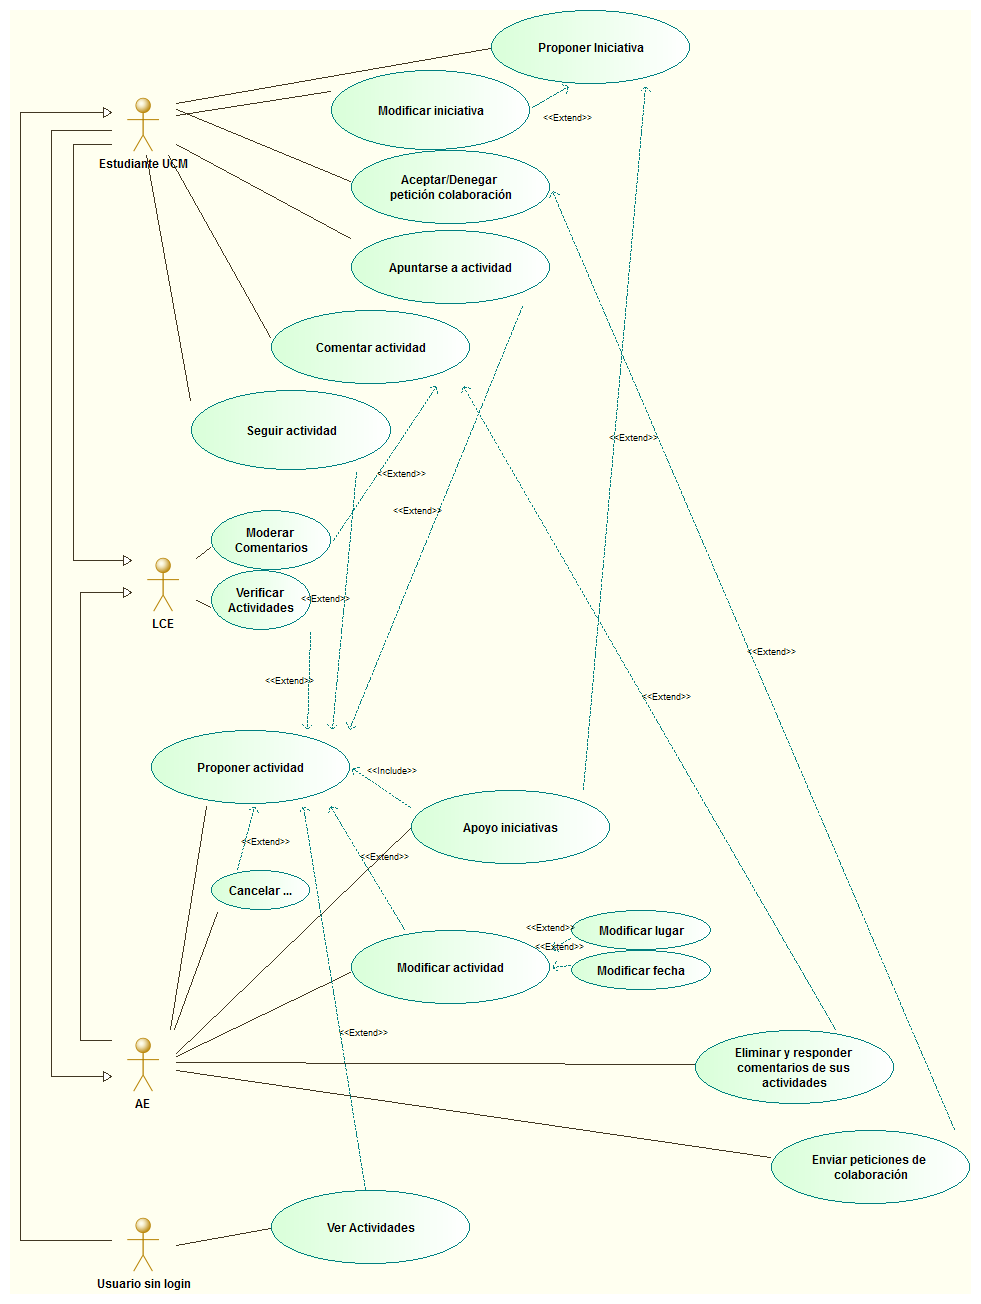 Proponer Iniciativa
Modificar iniciativa
<<Extend>>
Estudiante UCM
Aceptar/Denegar
petición colaboración
Apuntarse a actividad
Comentar actividad
Seguir actividad
<<Extend>>
<<Extend>>
<<Extend>>
Moderar
Comentarios
LCE
Verificar
Actividades
<<Extend>>
<<Extend>>
<<Extend>>
<<Extend>>
Proponer actividad
<<Include>>
Apoyo iniciativas
<<Extend>>
<<Extend>>
Cancelar ...
Modificar actividad
<<Extend>>
Modificar lugar
<<Extend>>
Modificar fecha
<<Extend>>
AE
Eliminar y responder
comentarios de sus
actividades
Enviar peticiones de
colaboración
Ver Actividades
Usuario sin login